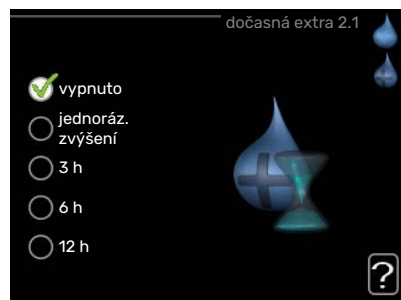 dočasná extra 2.1
vypnuto
jednoráz.
zvýšení
3 h
6 h
12 h
?